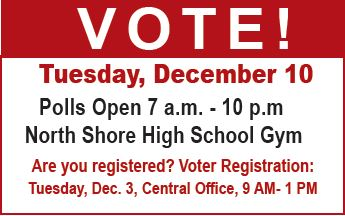 VOTE!
Tuesday, December 10
Polls Open 7 a.m. - 10 p.m
North Shore High School Gym
Are you registered? Voter Registration:
Tuesday, Dec. 3, Central Office, 9 AM- 1 PM